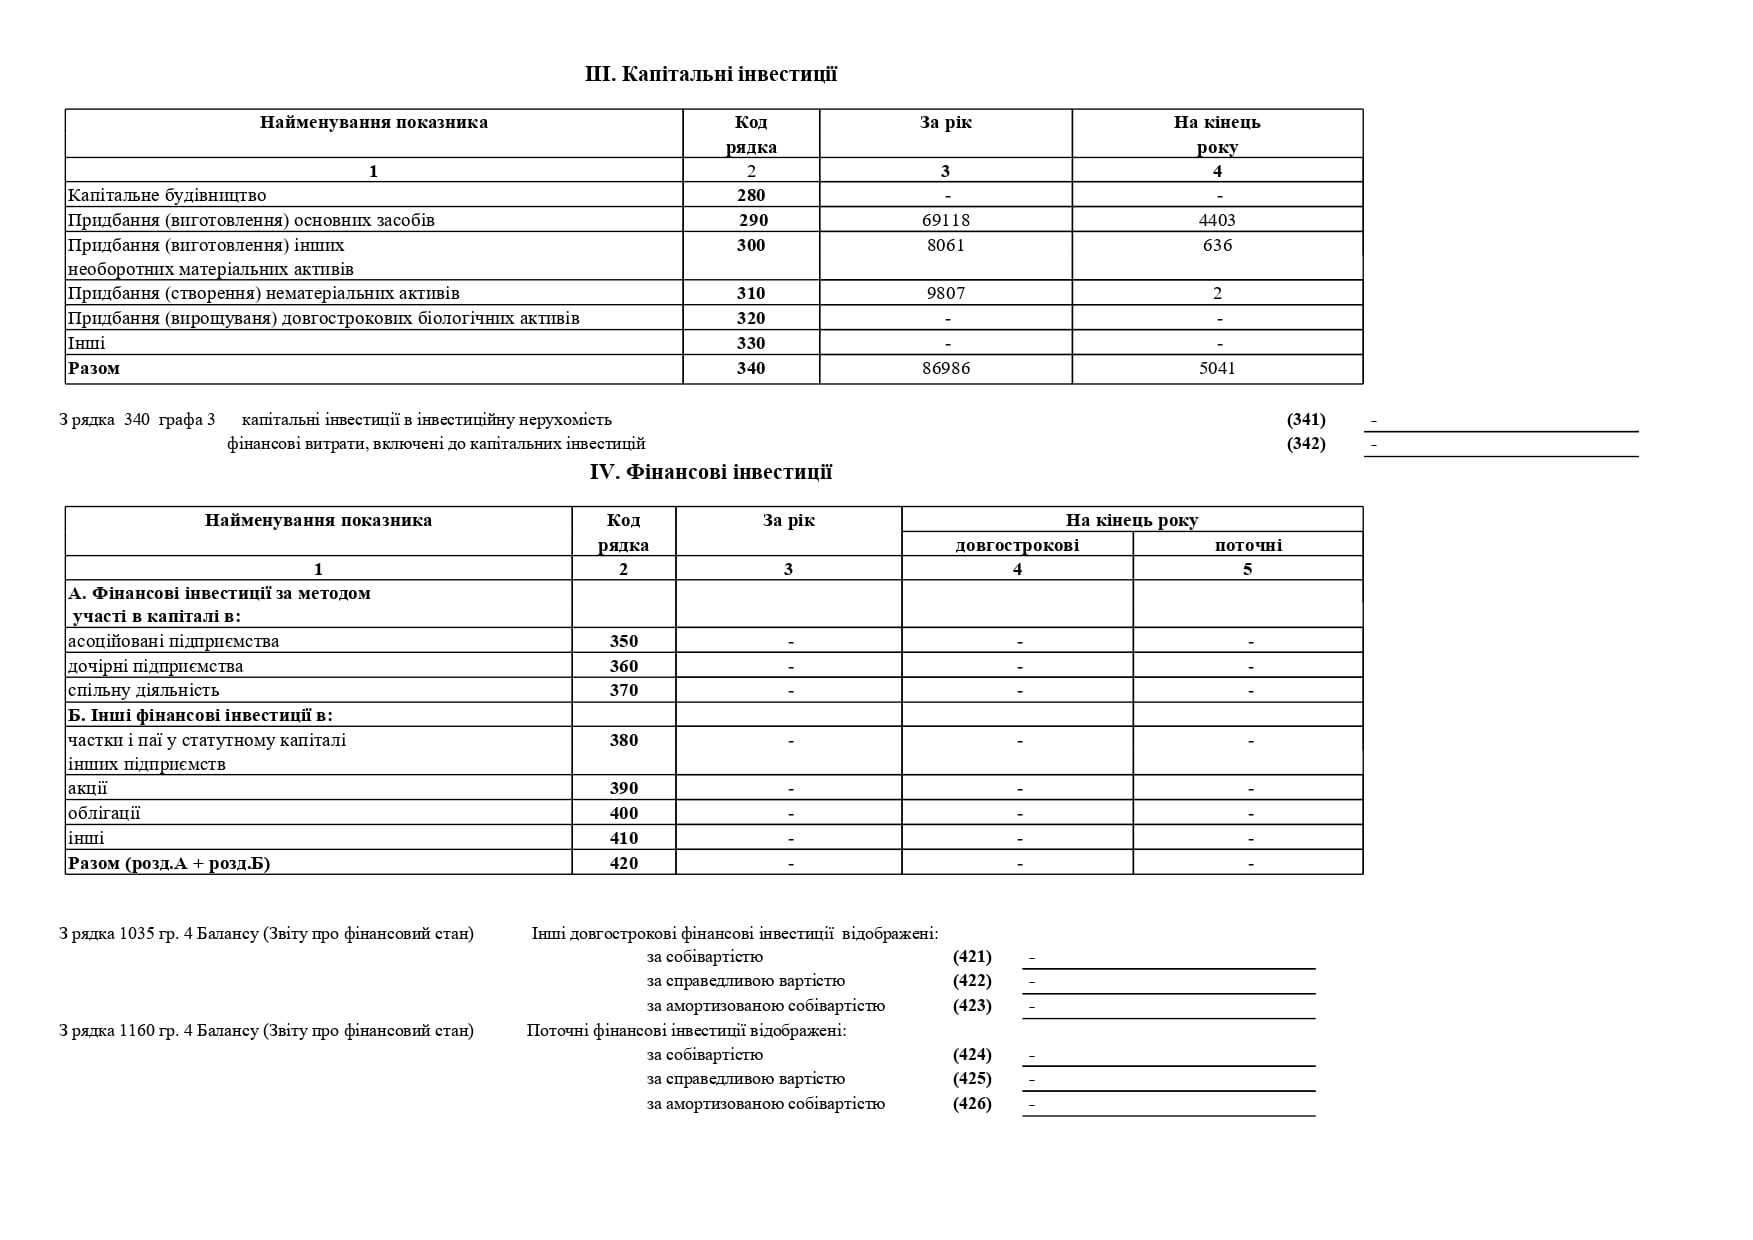 III. Капітальні інвестиції
Найменування показника Код За рік На кінець
рядка року
1 2 3 4
Капітальне будівництво 280 - -
Придбання (виготовлення) основних засобів 290 69118 4403
Придбання (виготовлення) інших 300 8061 636
необоротних матеріальних активів
Придбання (створення) нематеріальних активів 310 9807 2
Придбання (вирощуваня) довгострокових біологічних активів 320 - -
Інші 330 - -
Разом 340 86986 5041
З рядка 340 графа 3 капітальні інвестиції в інвестиційну нерухомість (341) -
фінансові витрати, включені до капітальних інвестицій (342) -
IV. Фінансові інвестиції
Найменування показника Код За рік На кінець року
рядка довгострокові поточні
1 2 3 4 5
А. Фінансові інвестиції за методом
участі в капіталі в:
асоційовані підприємства 350 - - -
дочірні підприємства 360 - - -
спільну діяльність 370 - - -
Б. Інші фінансові інвестиції в:
частки і паї у статутному капіталі 380 - - -
інших підприємств
акції 390 - - -
облігації 400 - - -
інші 410 - - -
Разом (розд.А + розд.Б) 420 - - -
З рядка 1035 гр. 4 Балансу (Звіту про фінансовий стан) Інші довгострокові фінансові інвестиції відображені:
за собівартістю (421) -
за справедливою вартістю (422) -
за амортизованою собівартістю (423) -
З рядка 1160 гр. 4 Балансу (Звіту про фінансовий стан) Поточні фінансові інвестиції відображені:
за собівартістю (424) -
за справедливою вартістю (425) -
за амортизованою собівартістю (426) -